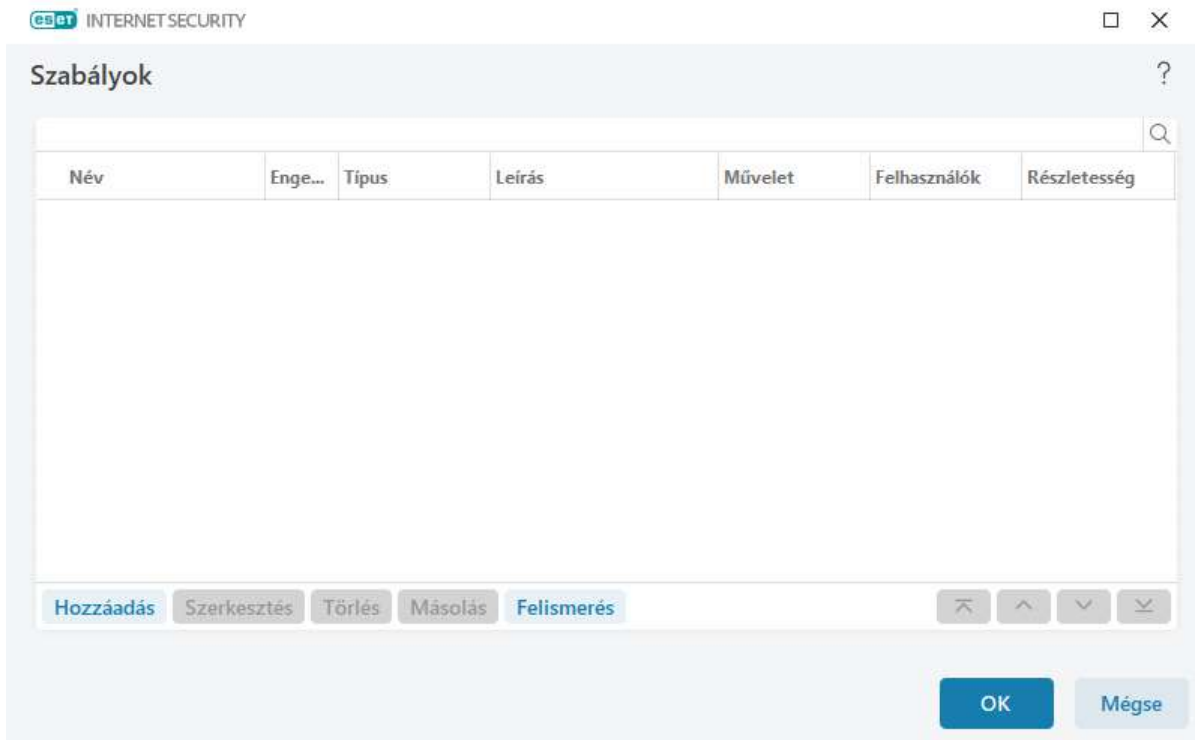 eset INTERNET SECURITY
Szabályok
?
Név Enge... Típus Leírás Művelet Felhasználók Részletesség
Hozzáadás Szerkesztés Törlés Másolás Felismerés
OK Mégse